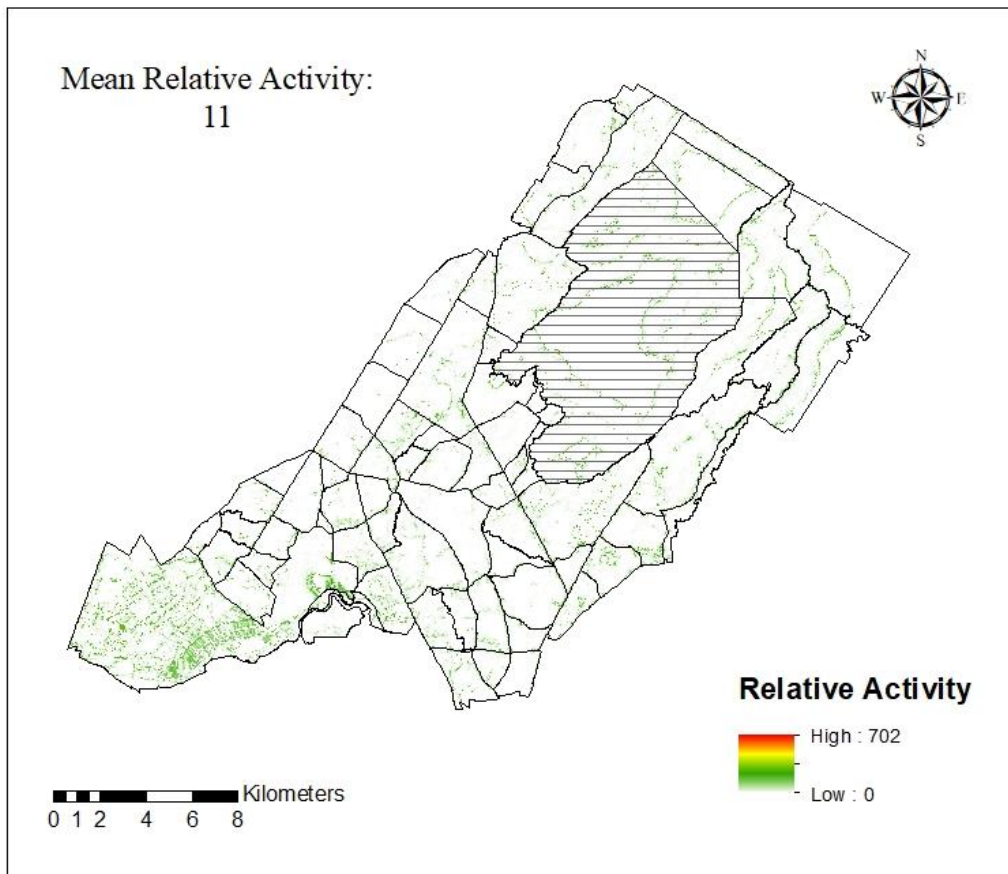 Mean Relative Activity:
11
N
W E
S
Relative Activity
High : 702
Low : 0
Kilometers
0 1 2 4 6 8